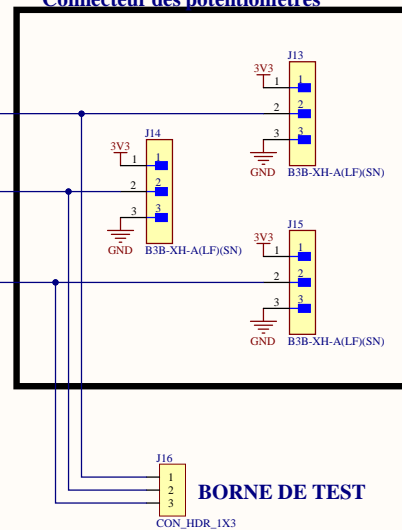 Connecteur des potentiomètres
J13
3V3
1 1
2 2
3 3
GND
B3B-XH-A(LF)(SN)
J14
3V3
1 1
2 2
3 3
GND
B3B-XH-A(LF)(SN)
J15
3V3
1 1
2 2
3 3
GND
B3B-XH-A(LF)(SN)
J16
1
2
3
BORNE DE TEST
CON_HDR_1X3